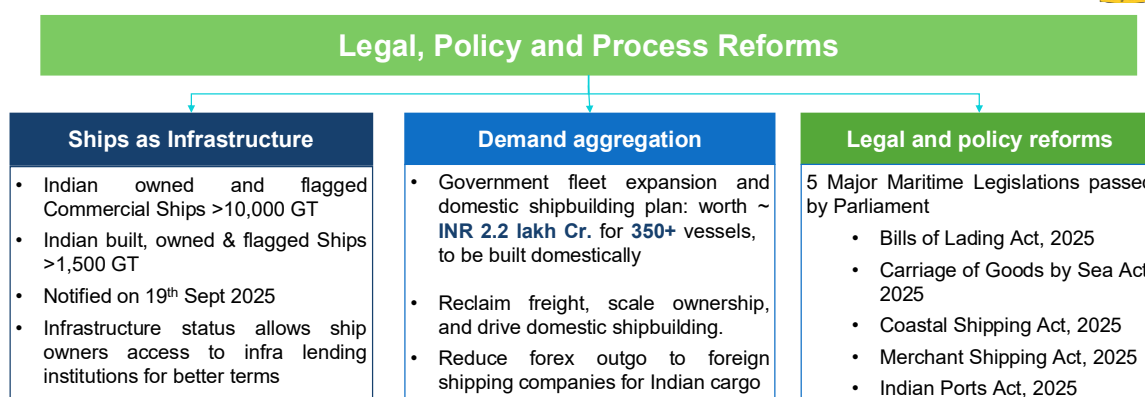 Legal, Policy and Process Reforms
Ships as Infrastructure
• Indian owned and flagged
Commercial Ships >10,000 GT
• Indian built, owned & flagged Ships
>1,500 GT
• Notified on 19th Sept 2025
• Infrastructure status allows ship
owners access to infra lending
institutions for better terms
Demand aggregation
• Government fleet expansion and
domestic shipbuilding plan: worth ~
INR 2.2 lakh Cr. for 350+ vessels,
to be built domestically
• Reclaim freight, scale ownership,
and drive domestic shipbuilding.
• Reduce forex outgo to foreign
shipping companies for Indian cargo
Legal and policy reforms
5 Major Maritime Legislations passed
by Parliament
• Bills of Lading Act, 2025
• Carriage of Goods by Sea Act
2025
• Coastal Shipping Act, 2025
• Merchant Shipping Act, 2025
• Indian Ports Act, 2025